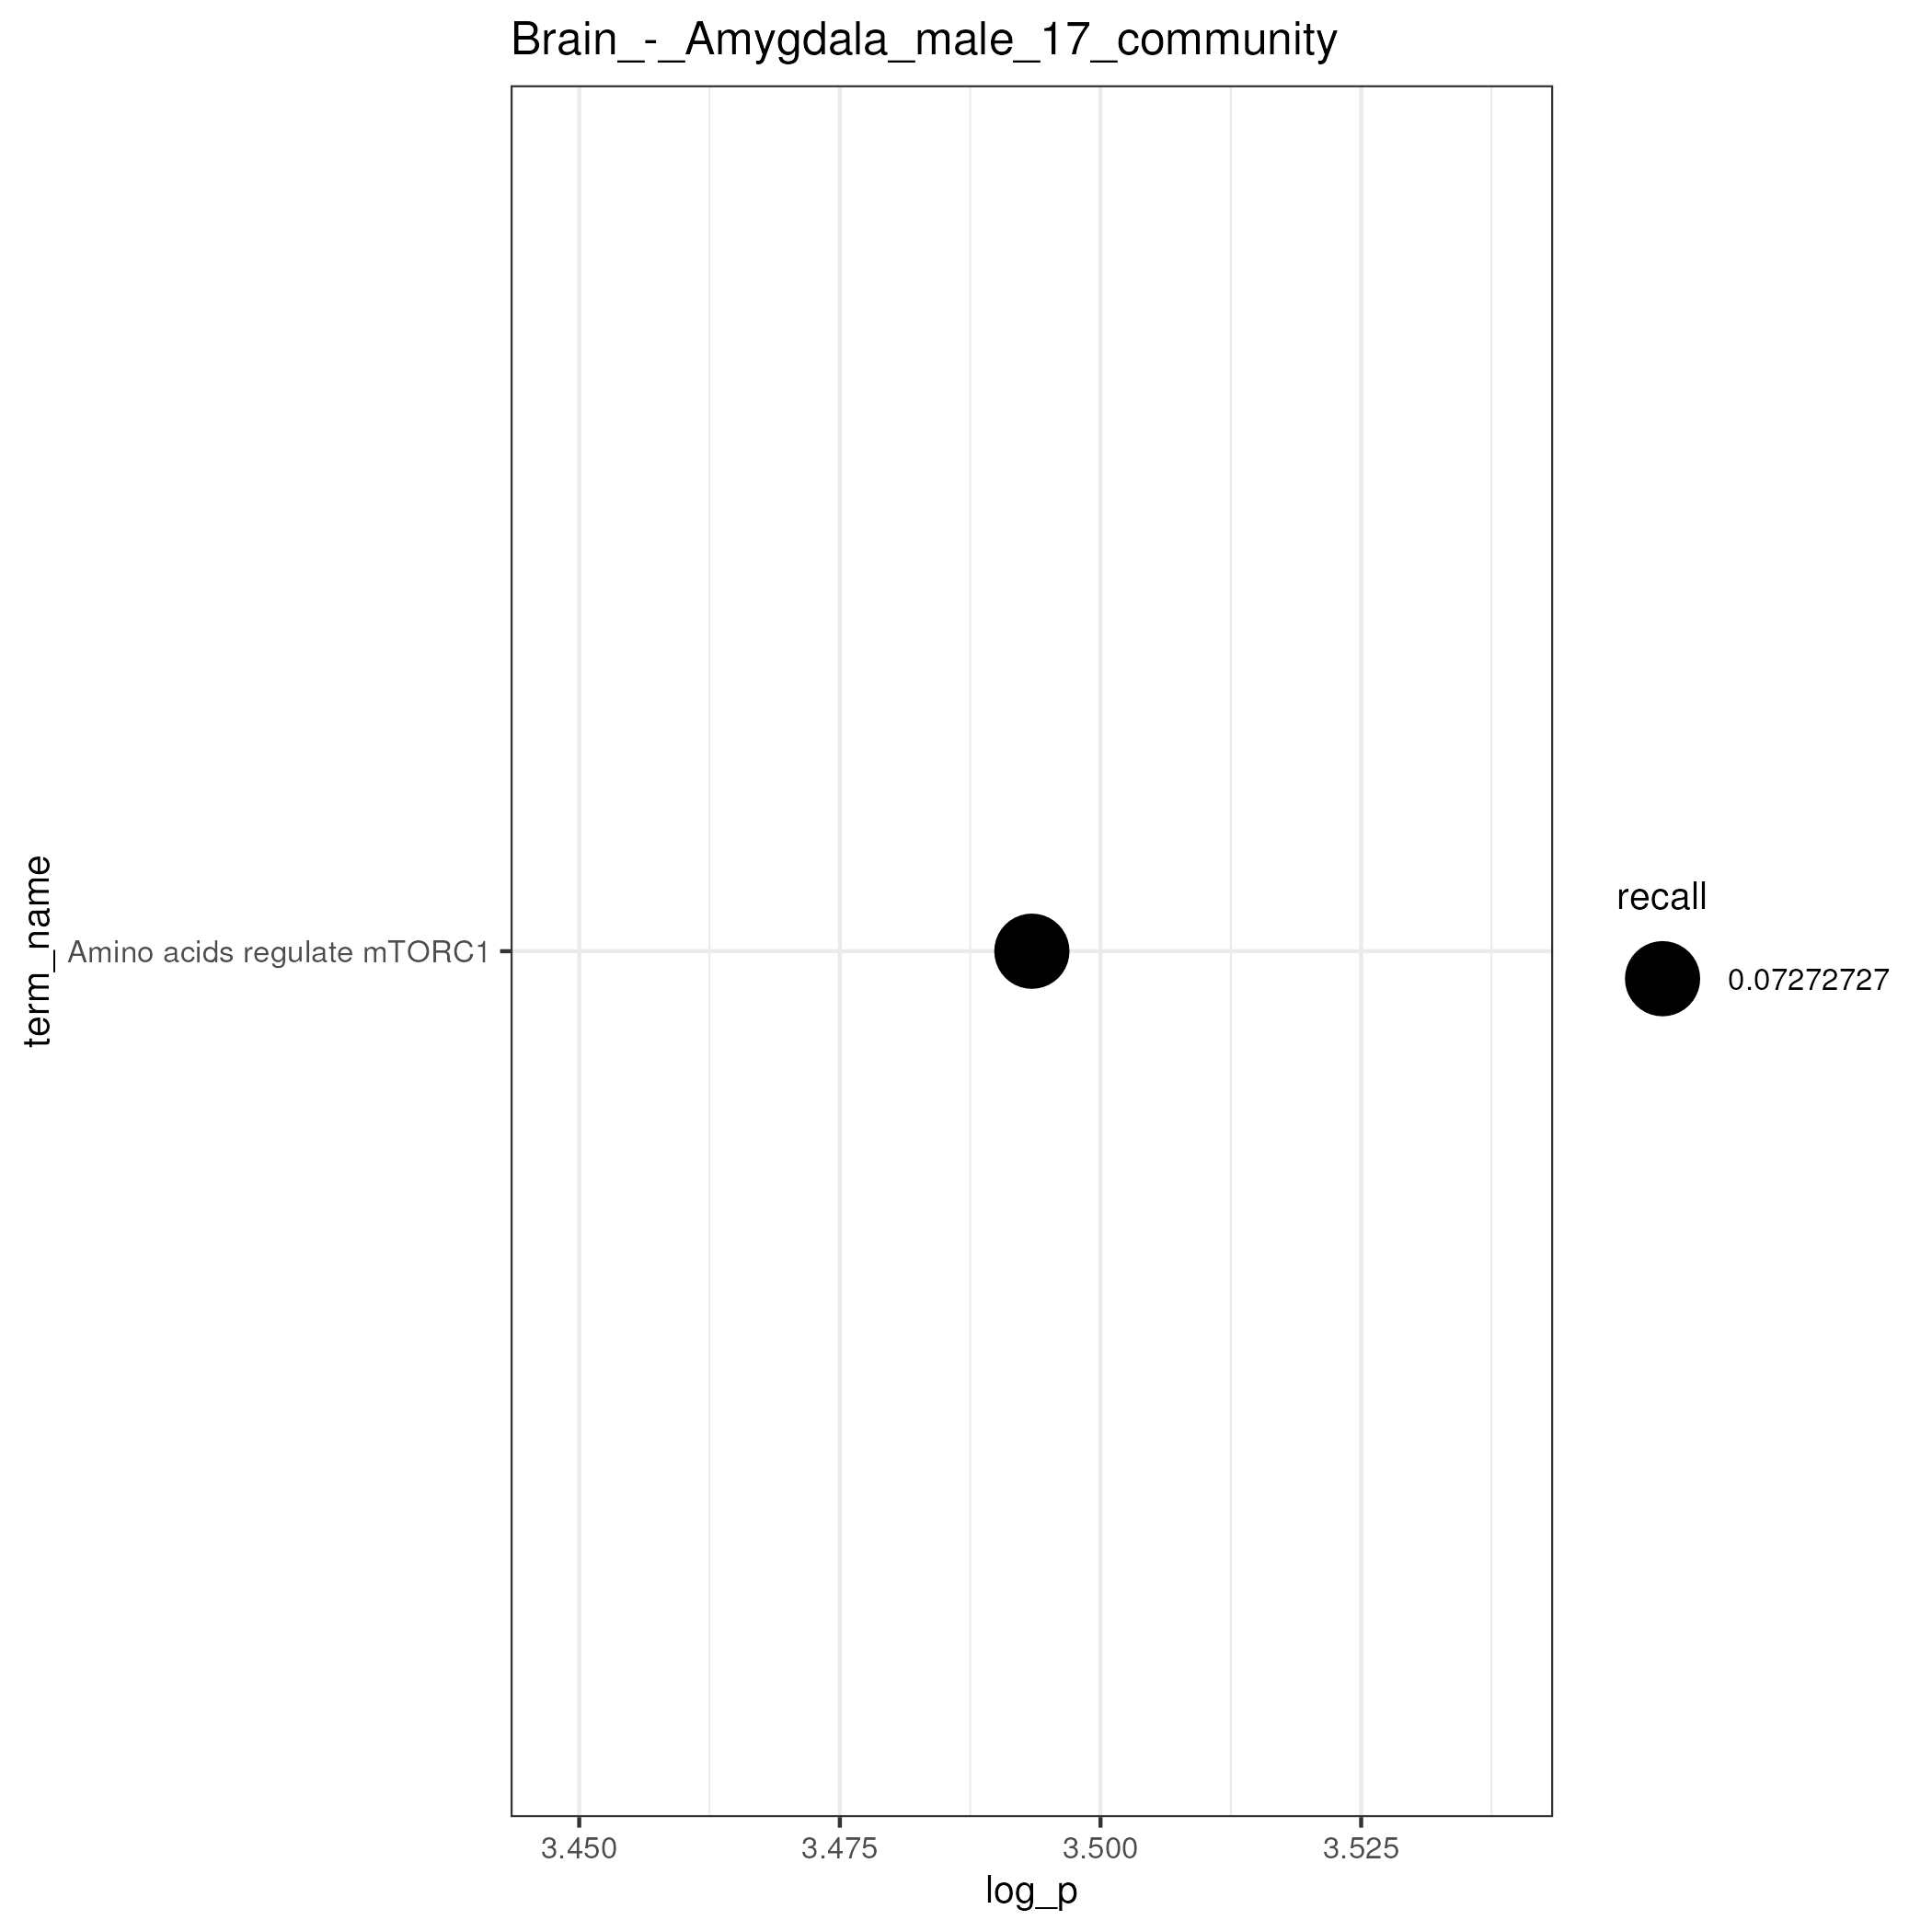 Brain_-_Amygdala_male_17_community
term_name
Amino acids regulate mTORC1
recall
0.07272727
3.450 3.475 3.500 3.525
log_p